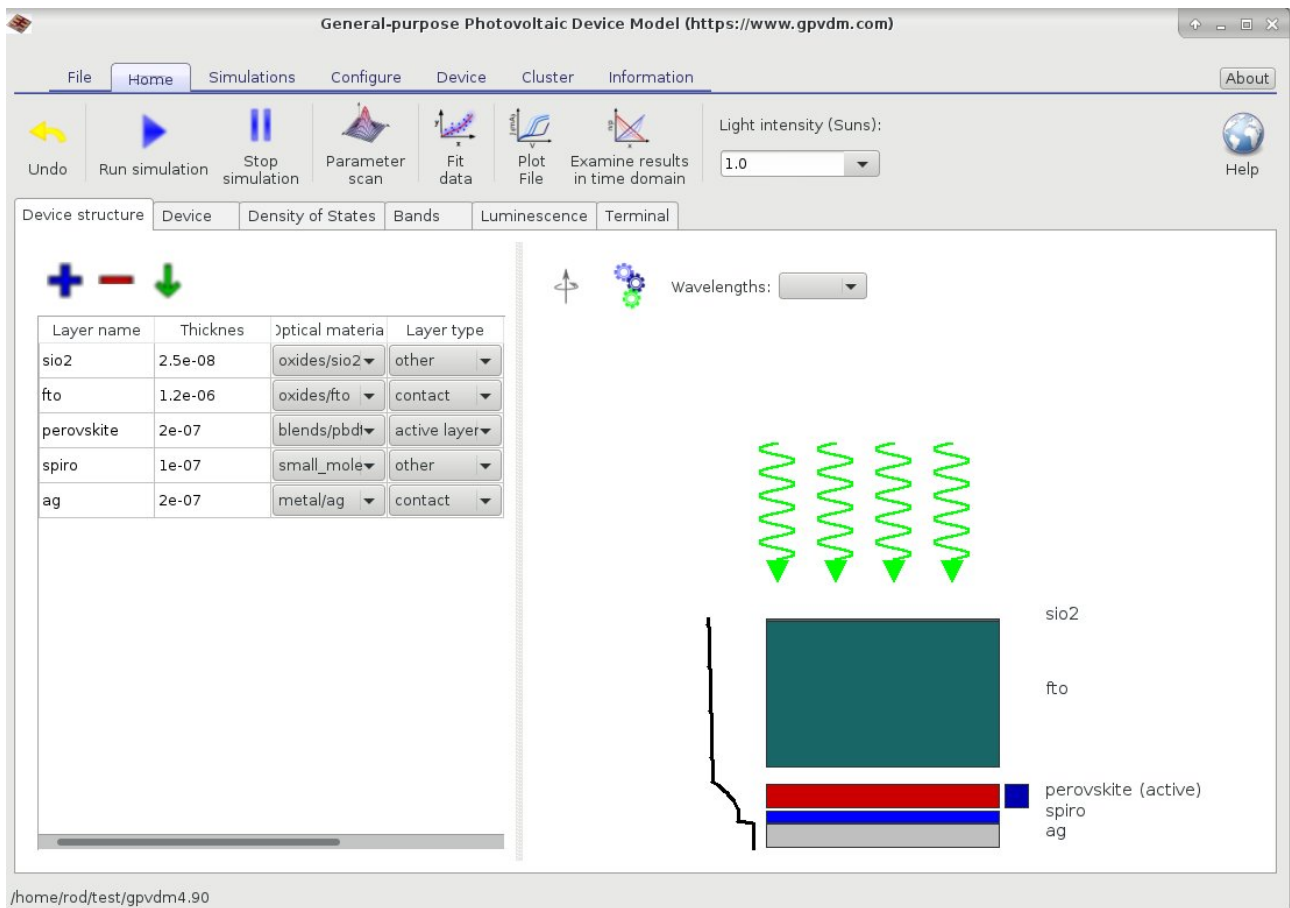 General-purpose Photovoltaic Device Model (https://www.gpvdm.com)
File Home Simulations Configure Device Cluster Information About
Undo
Run simulation
Stop
simulation
Parameter
scan
Fit
data
Plot
File
Examine results
in time domain
Light intensity (Suns):
1.0
Help
Device structure Device Density of States Bands Luminescence Terminal
Wavelengths:
Layer name Thicknes Optical materia Layer type
sio2 2.5e-08 oxides/sio2 other
fto 1.2e-06 oxides/fto contact
perovskite 2e-07 blends/pbdt active layer
spiro 1e-07 small_mole other
ag 2e-07 metal/ag contact
sio2
fto
perovskite (active)
spiro
ag
/home/rod/test/gpvdm4.90